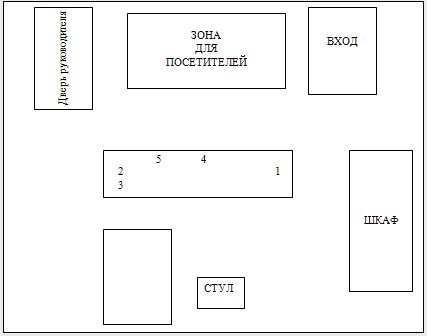 Дверь руководителя
ЗОНА
ДЛЯ
ПОСЕТИТЕЛЕЙ
ВХОД
5 4
2 1
3
ШКАФ
СТУЛ